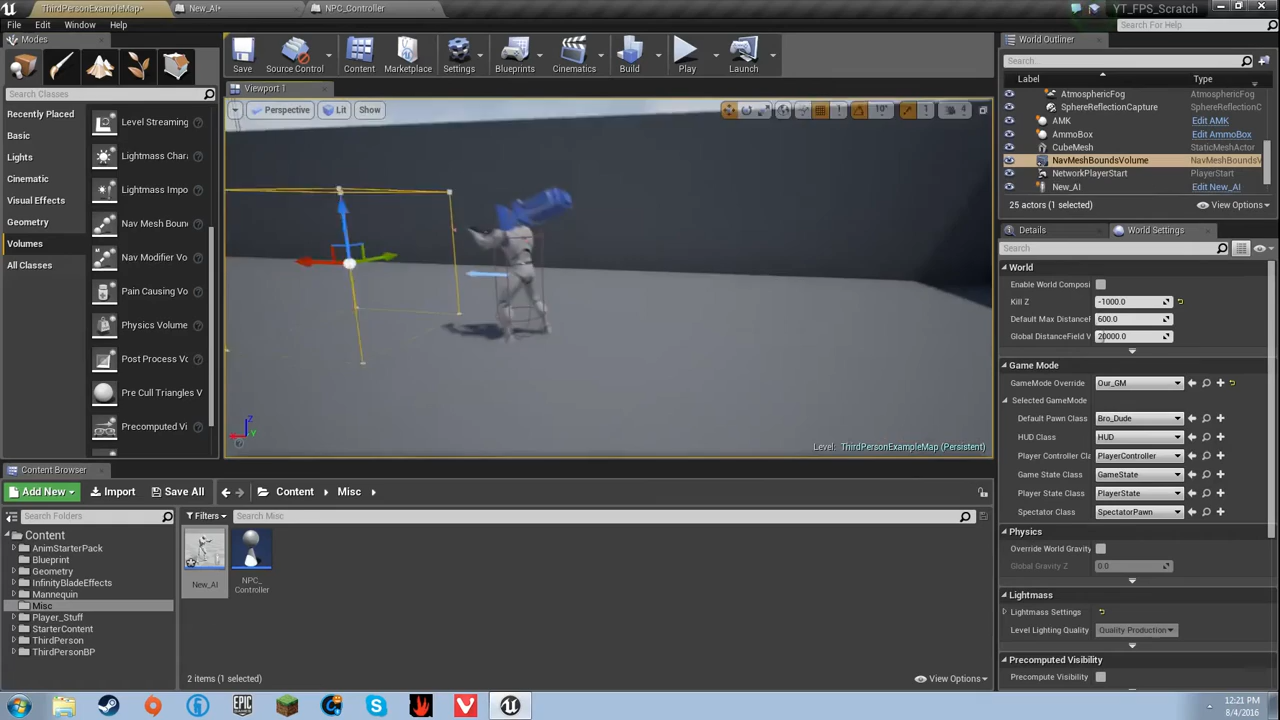 ThirdPersonExampleMap* New_AI* NPC_Controller YT_FPS_Scratch
File Edit Window Help Search For Help
Modes World Outliner
Save Source Control Content Marketplace Settings Blueprints Cinematics Build Play Launch
Search... 
Label Type
Search Classes
Viewport 1
Perspective Lit Show 1 10° 1 4
Recently Placed
Basic
Lights
Cinematic
Visual Effects
Geometry
Volumes
All Classes
Level Streaming
Lightmass Chara
Lightmass Impo
Nav Mesh Boun
Nav Modifier Vo
Pain Causing Vo
Physics Volume
Post Process Vo
Pre Cull Triangles V
Precomputed Vi
AtmosphericFog AtmosphericFog
SphereReflectionCapture SphereReflectionC
AMK Edit AMK
AmmoBox Edit AmmoBox
CubeMesh StaticMeshActor
NavMeshBoundsVolume NavMeshBoundsV
NetworkPlayerStart PlayerStart
New_AI Edit New_AI
25 actors (1 selected) View Options
Details World Settings
Search
World
Enable World Composi
Kill Z -1000.0
Default Max DistanceF 600.0
Global DistanceField V 20000.0
Game Mode
GameMode Override Our_GM
Selected GameMode
Default Pawn Class Bro_Dude
HUD Class HUD
Player Controller Cla PlayerController
Game State Class GameState
Player State Class PlayerState
Spectator Class SpectatorPawn
Physics
Override World Gravity
Global Gravity Z 0.0
Lightmass
Lightmass Settings
Level Lighting Quality Quality Production
Precomputed Visibility
Precompute Visibility
Z
Y
Level: ThirdPersonExampleMap (Persistent)
Content Browser
Add New Import Save All Content Misc
Search Folders
Filters Search Misc
Content
AnimStarterPack
Blueprint
Geometry
InfinityBladeEffects
Mannequin
Misc
Player_Stuff
StarterContent
ThirdPerson
ThirdPersonBP
New_AI
NPC_
Controller
2 items (1 selected) View Options
EPIC
GAMES
12:21 PM
8/4/2016